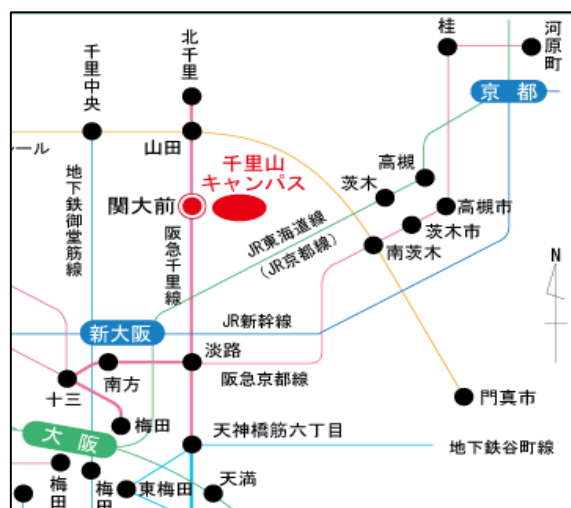 北千里
千里中央
桂
河原町
京都
ール
山田
千里山
キャンパス
高槻
茨木
関大前
高槻市
茨木市
地下鉄御堂筋線
阪急千里線
JR東海道線
(JR京都線)
南茨木
N
新大阪
JR新幹線
淡路
阪急京都線
十三
南方
梅田
門真市
大阪
天神橋筋六丁目
地下鉄谷町線
梅田
梅田
東梅田
天満